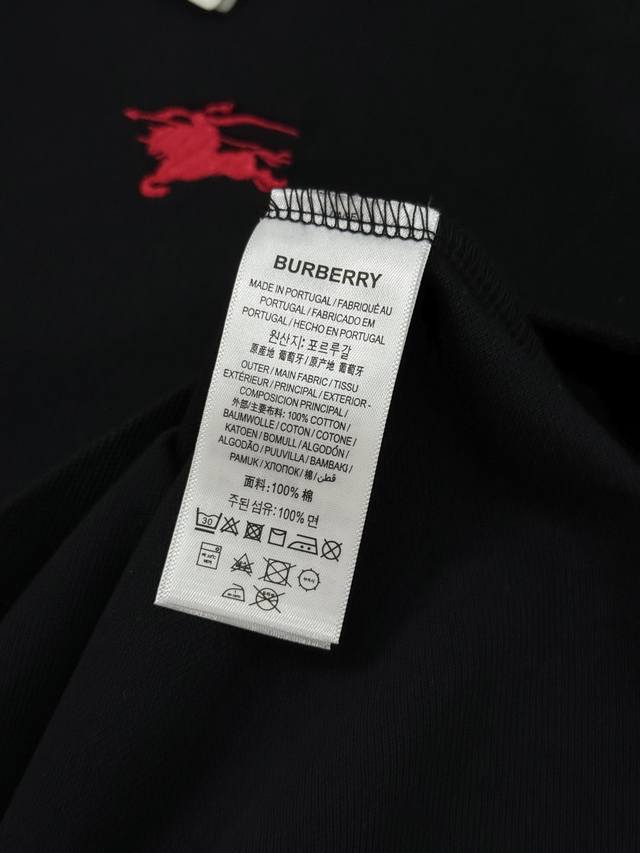 BURBERRY
MADE IN PORTUGAL / FABRIQUÉ AU
PORTUGAL / FABRICADO EM
PORTUGAL / HECHO EN PORTUGAL
원산지: 포르루갈
原産地 葡萄牙 / 原产地 葡萄牙
OUTER / MAIN FABRIC / TISSU
EXTÉRIEUR / PRINCIPAL / EXTERIOR -
COMPOSICION PRINCIPAL /
外部/主要布料: 100% COTTON /
BAUMWOLLE / COTON / COTONE /
KATOEN / BOMULL / ALGODÓN /
ALGODÃO / PUUVILLA / BAMBAKI /
PAMUK / ХЛОПОК / 棉 / قطن
面料: 100% 棉
주된 섬유: 100% 면
30